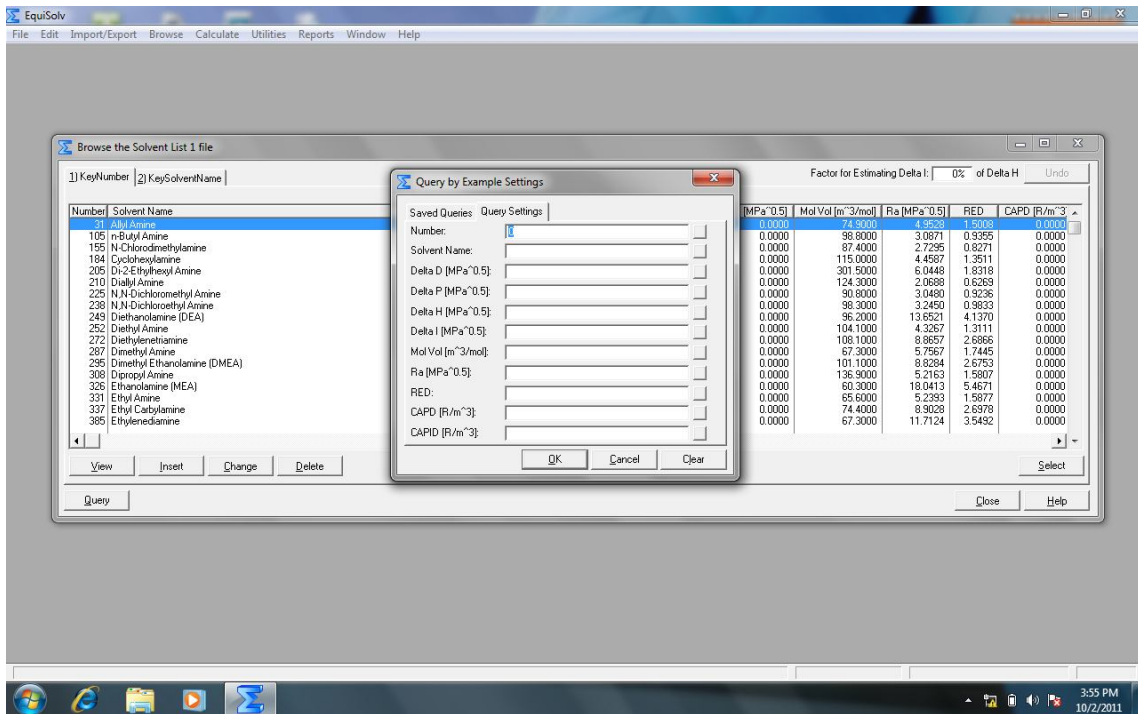 EquiSolv
File Edit Import/Export Browse Calculate Utilities Reports Window Help
Browse the Solvent List 1 file
1) KeyNumber 2) KeySolventName
Factor for Estimating Delta I: 0% of Delta H Undo
Number Solvent Name
[MPa^0.5] Mol Vol [m^3/mol] Ra [MPa^0.5] RED CAPD [R/m^3
31 Allyl Amine 0.0000 74.9000 4.9528 1.5008 0.0000
105 n-Butyl Amine 0.0000 98.8000 3.0871 0.9355 0.0000
155 N-Chlorodimethylamine 0.0000 87.4000 2.7295 0.8271 0.0000
184 Cyclohexylamine 0.0000 115.0000 4.4587 1.3511 0.0000
205 Di-2-Ethylhexyl Amine 0.0000 301.5000 6.0448 1.8318 0.0000
210 Diallyl Amine 0.0000 124.3000 2.0688 0.6269 0.0000
225 N,N-Dichloromethyl Amine 0.0000 90.8000 3.0480 0.9236 0.0000
238 N,N-Dichloroethyl Amine 0.0000 98.3000 3.2450 0.9833 0.0000
249 Diethanolamine (DEA) 0.0000 96.2000 13.6521 4.1370 0.0000
252 Diethyl Amine 0.0000 104.1000 4.3267 1.3111 0.0000
272 Diethylenetriamine 0.0000 108.1000 8.8657 2.6866 0.0000
287 Dimethyl Amine 0.0000 67.3000 5.7567 1.7445 0.0000
295 Dimethyl Ethanolamine (DMEA) 0.0000 101.1000 8.8284 2.6753 0.0000
308 Dipropyl Amine 0.0000 136.9000 5.2163 1.5807 0.0000
326 Ethanolamine (MEA) 0.0000 60.3000 18.0413 5.4671 0.0000
331 Ethyl Amine 0.0000 65.6000 5.2393 1.5877 0.0000
337 Ethyl Carbylamine 0.0000 74.4000 8.9028 2.6978 0.0000
385 Ethylenediamine 0.0000 67.3000 11.7124 3.5492 0.0000
View Insert Change Delete Select
Query Close Help
Query by Example Settings
Saved Queries Query Settings
Number: 0
Solvent Name:
Delta D [MPa^0.5]:
Delta P [MPa^0.5]:
Delta H [MPa^0.5]:
Delta I [MPa^0.5]:
Mol Vol [m^3/mol]:
Ra [MPa^0.5]:
RED:
CAPD [R/m^3]:
CAPID [R/m^3]:
OK Cancel Clear
3:55 PM
10/2/2011